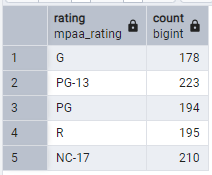 rating count
mpaa_rating bigint
1 G 178
2 PG-13 223
3 PG 194
4 R 195
5 NC-17 210